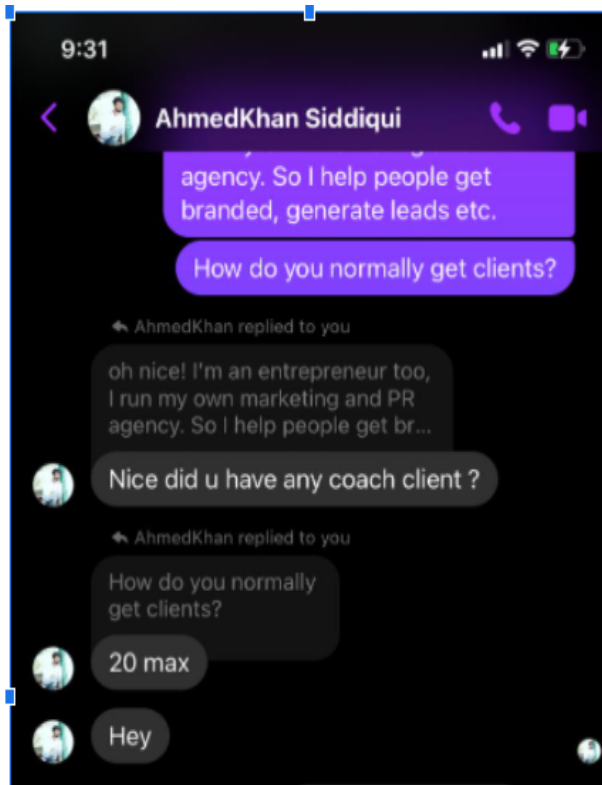 9:31
AhmedKhan Siddiqui
agency. So I help people get
branded, generate leads etc.
How do you normally get clients?
AhmedKhan replied to you
oh nice! I'm an entrepreneur too,
I run my own marketing and PR
agency. So I help people get br...
Nice did u have any coach client ?
AhmedKhan replied to you
How do you normally
get clients?
20 max
Hey